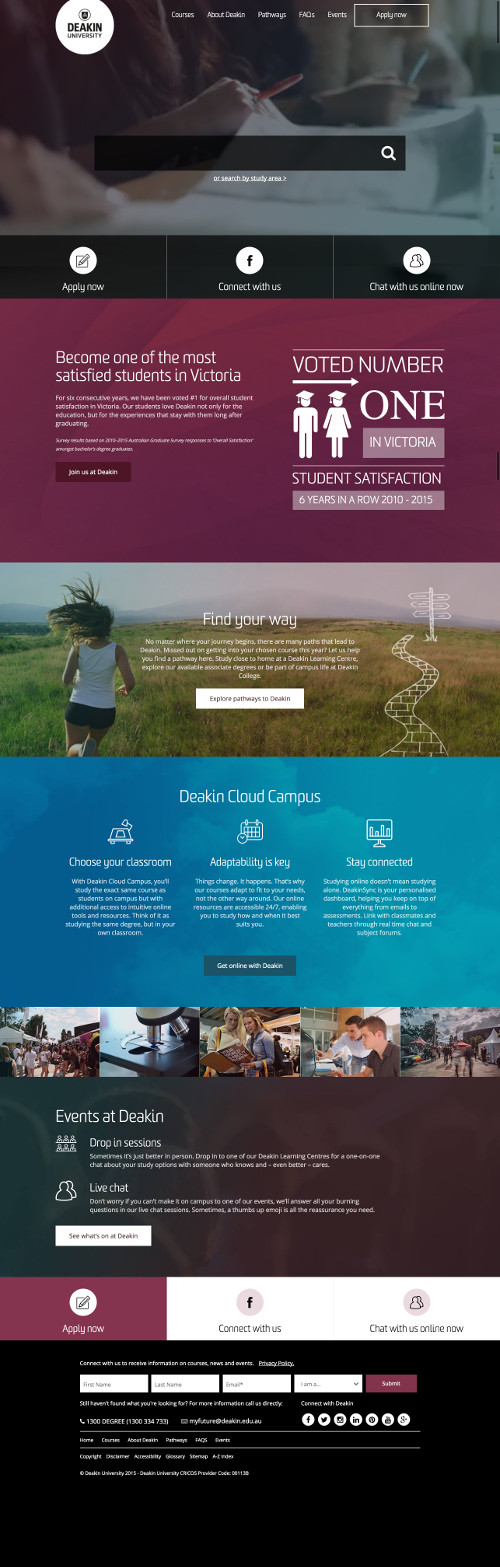 DEAKIN
UNIVERSITY
Courses About Deakin Pathways FAQs Events Apply now
or search by study area >
Apply now Connect with us Chat with us online now
Become one of the most
satisfied students in Victoria
For six consecutive years, we have been voted #1 for overall student
satisfaction in Victoria. Our students love Deakin not only for the
education, but for the experiences that stay with them long after
graduating.
Survey results based on 2010-2015 Australian Graduate Survey responses to 'Overall Satisfaction'
amongst bachelor's degree graduates.
Join us at Deakin
VOTED NUMBER
ONE
IN VICTORIA
STUDENT SATISFACTION
6 YEARS IN A ROW 2010 - 2015
Find your way
No matter where your journey begins, there are many paths that lead to
Deakin. Missed out on getting into your chosen course this year? Let us help
you find a pathway here. Study close to home at a Deakin Learning Centre,
explore our available associate degrees or be part of campus life at Deakin
College.
Explore pathways to Deakin
Deakin Cloud Campus
Choose your classroom
With Deakin Cloud Campus, you'll
study the exact same course as
students on campus but with
additional access to intuitive online
tools and resources. Think of it as
studying the same degree, but in your
own classroom.
Adaptability is key
Things change. It happens. That's why
our courses adapt to fit to your needs,
not the other way around. Our online
resources are accessible 24/7, enabling
you to study how and when it best
suits you.
Stay connected
Studying online doesn't mean studying
alone. DeakinSync is your personalised
dashboard, helping you keep on top of
everything from emails to
assessments. Link with classmates and
teachers through real time chat and
subject forums.
Get online with Deakin
Events at Deakin
Drop in sessions
Sometimes it's just better in person. Drop in to one of our Deakin Learning Centres for a one-on-one
chat about your study options with someone who knows and – even better – cares.
Live chat
Don't worry if you can't make it on campus to one of our events, we'll answer all your burning
questions in our live chat sessions. Sometimes, a thumbs up emoji is all the reassurance you need.
See what's on at Deakin
Apply now Connect with us Chat with us online now
Connect with us to receive information on courses, news and events. Privacy Policy.
First Name Last Name Email* I am a... Submit
Still haven't found what you're looking for? For more information call us directly: Connect with Deakin
1300 DEGREE (1300 334 733) myfuture@deakin.edu.au
Home Courses About Deakin Pathways FAQS Events
Copyright Disclaimer Accessibility Glossary Sitemap A-Z Index
© Deakin University 2015 - Deakin University CRICOS Provider Code: 00113B